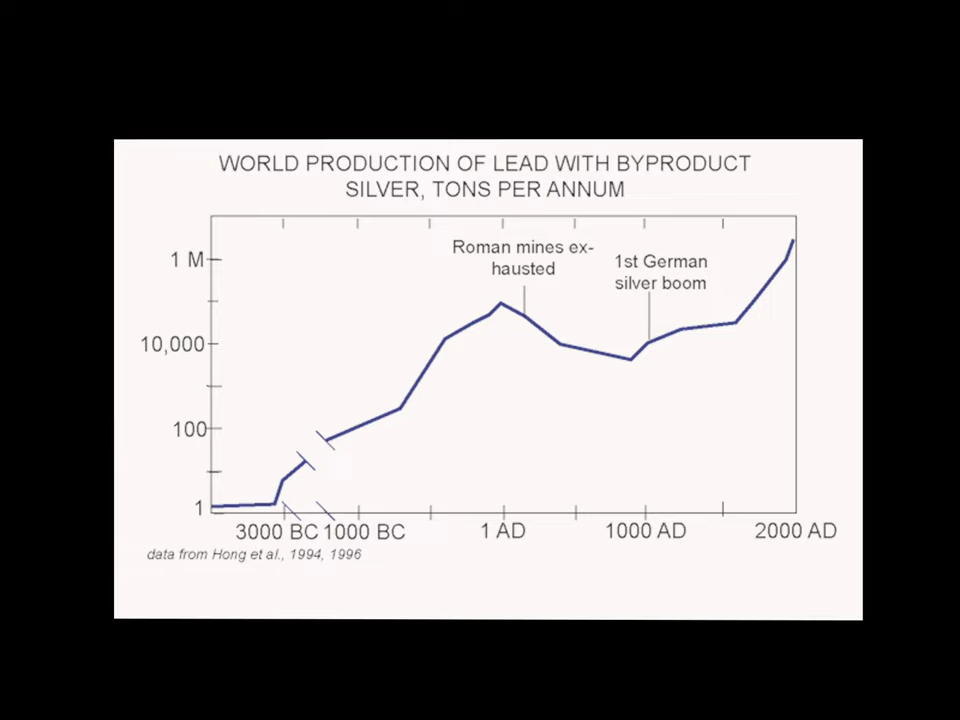 WORLD PRODUCTION OF LEAD WITH BYPRODUCT
SILVER, TONS PER ANNUM
Roman mines ex-
hausted
1st German
silver boom
1 M
10,000
100
1
3000 BC 1000 BC 1 AD 1000 AD 2000 AD
data from Hong et al., 1994, 1996